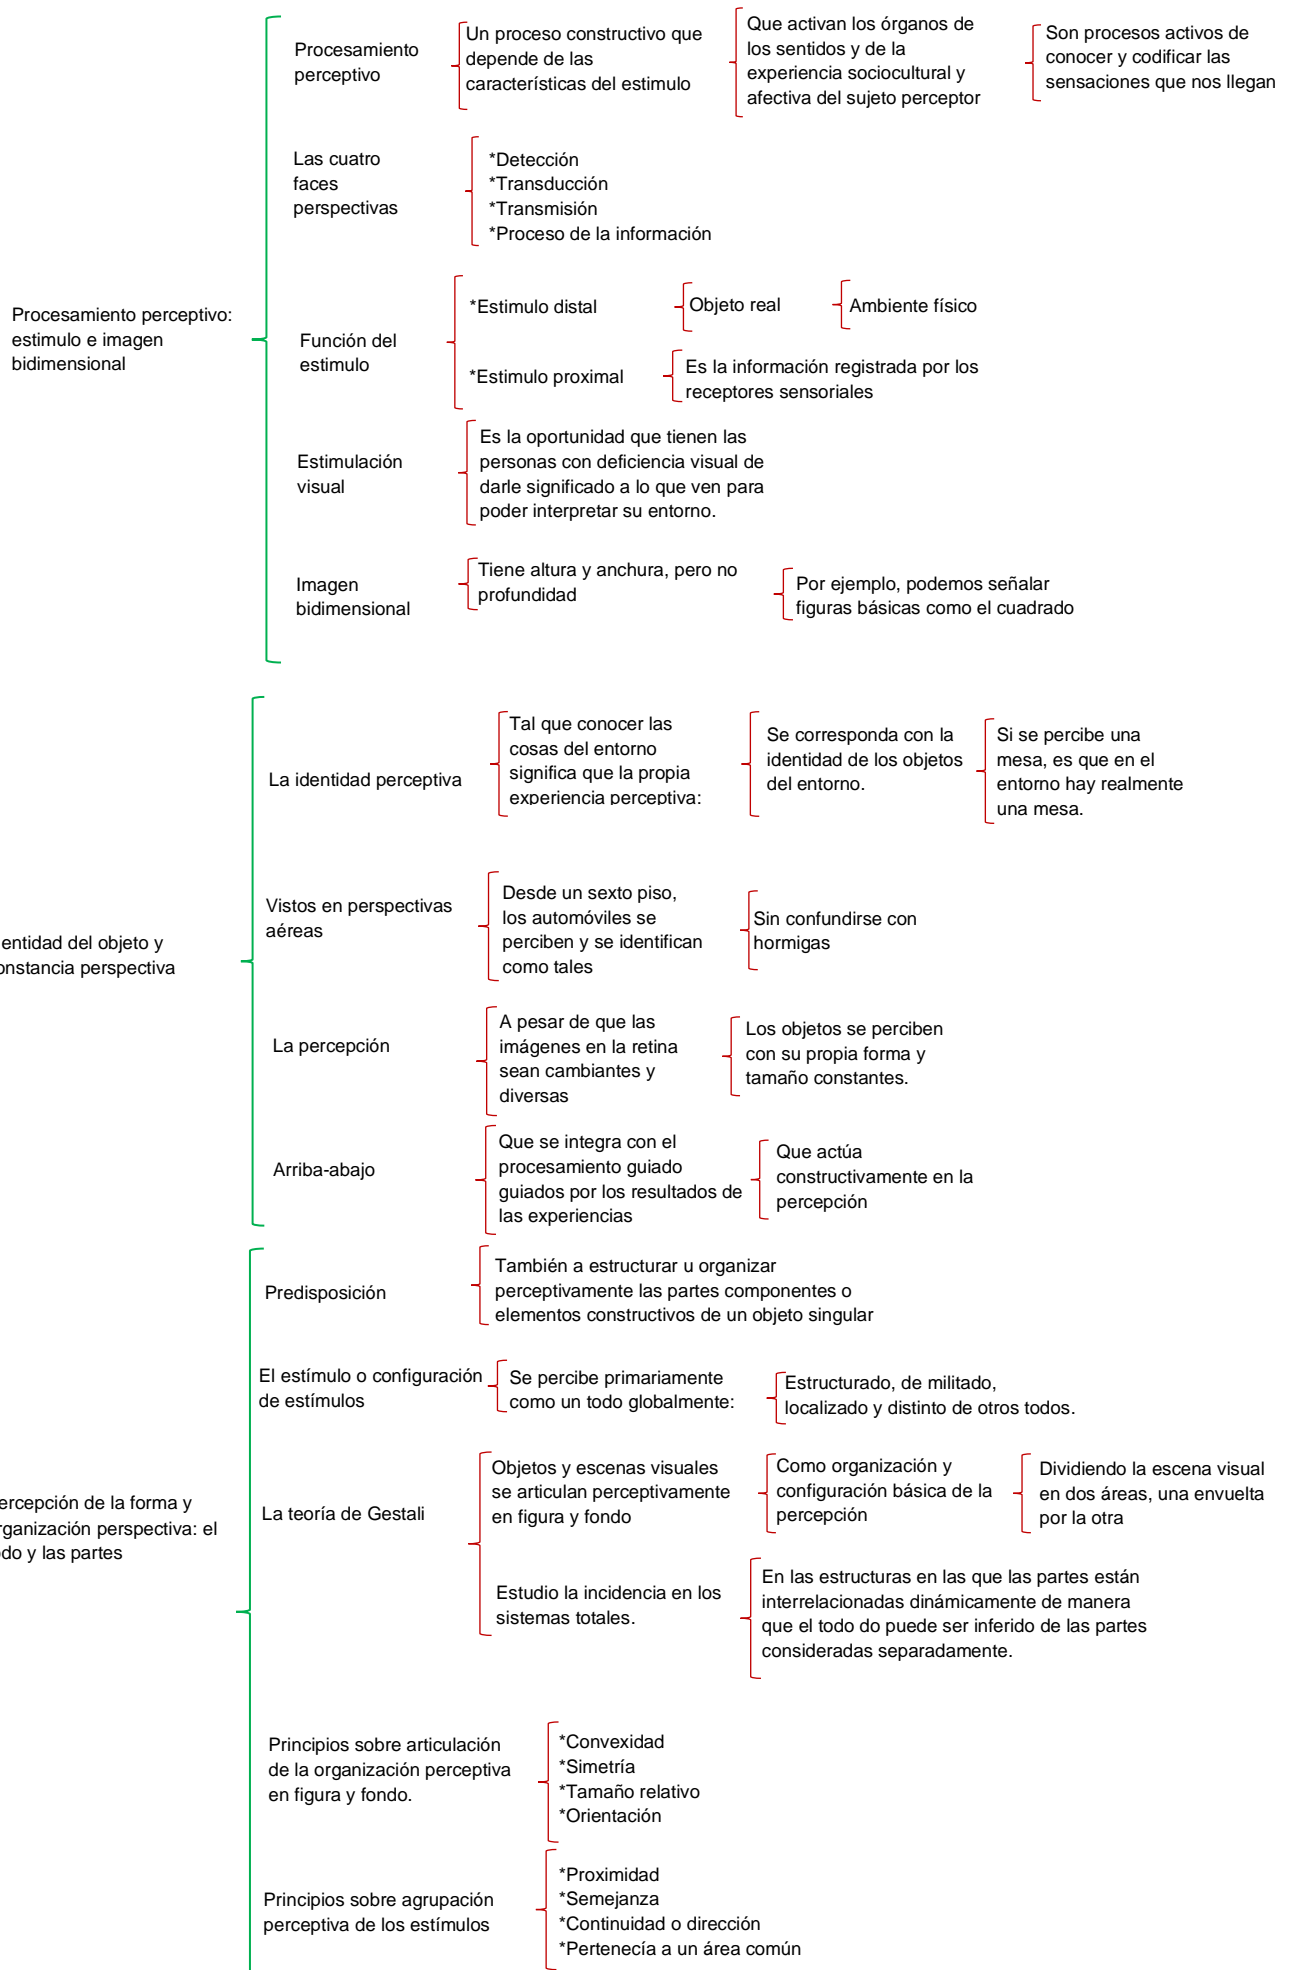 Procesamiento perceptivo:
estimulo e imagen
bidimensional
Procesamiento
perceptivo
Un proceso constructivo que
depende de las
características del estimulo
Que activan los órganos de
los sentidos y de la
experiencia sociocultural y
afectiva del sujeto perceptor
Son procesos activos de
conocer y codificar las
sensaciones que nos llegan
Las cuatro
faces
perspectivas
*Detección
*Transducción
*Transmisión
*Proceso de la información
Función del
estimulo
*Estimulo distal
Objeto real
Ambiente físico
*Estimulo proximal
Es la información registrada por los
receptores sensoriales
Estimulación
visual
Es la oportunidad que tienen las
personas con deficiencia visual de
darle significado a lo que ven para
poder interpretar su entorno.
Imagen
bidimensional
Tiene altura y anchura, pero no
profundidad
Por ejemplo, podemos señalar
figuras básicas como el cuadrado
entidad del objeto y
onstancia perspectiva
La identidad perceptiva
Tal que conocer las
cosas del entorno
significa que la propia
experiencia perceptiva:
Se corresponda con la
identidad de los objetos
del entorno.
Si se percibe una
mesa, es que en el
entorno hay realmente
una mesa.
Vistos en perspectivas
aéreas
Desde un sexto piso,
los automóviles se
perciben y se identifican
como tales
Sin confundirse con
hormigas
La percepción
A pesar de que las
imágenes en la retina
sean cambiantes y
diversas
Los objetos se perciben
con su propia forma y
tamaño constantes.
Arriba-abajo
Que se integra con el
procesamiento guiado
guiados por los resultados de
las experiencias
Que actúa
constructivamente en la
percepción
ercepción de la forma y
rganización perspectiva: el
odo y las partes
Predisposición
También a estructurar u organizar
perceptivamente las partes componentes o
elementos constructivos de un objeto singular
El estímulo o configuración
de estímulos
Se percibe primariamente
como un todo globalmente:
Estructurado, de militado,
localizado y distinto de otros todos.
La teoría de Gestali
Objetos y escenas visuales
se articulan perceptivamente
en figura y fondo
Como organización y
configuración básica de la
percepción
Dividiendo la escena visual
en dos áreas, una envuelta
por la otra
Estudio la incidencia en los
sistemas totales.
En las estructuras en las que las partes están
interrelacionadas dinámicamente de manera
que el todo do puede ser inferido de las partes
consideradas separadamente.
Principios sobre articulación
de la organización perceptiva
en figura y fondo.
*Convexidad
*Simetría
*Tamaño relativo
*Orientación
Principios sobre agrupación
perceptiva de los estímulos
*Proximidad
*Semejanza
*Continuidad o dirección
*Pertenecía a un área común